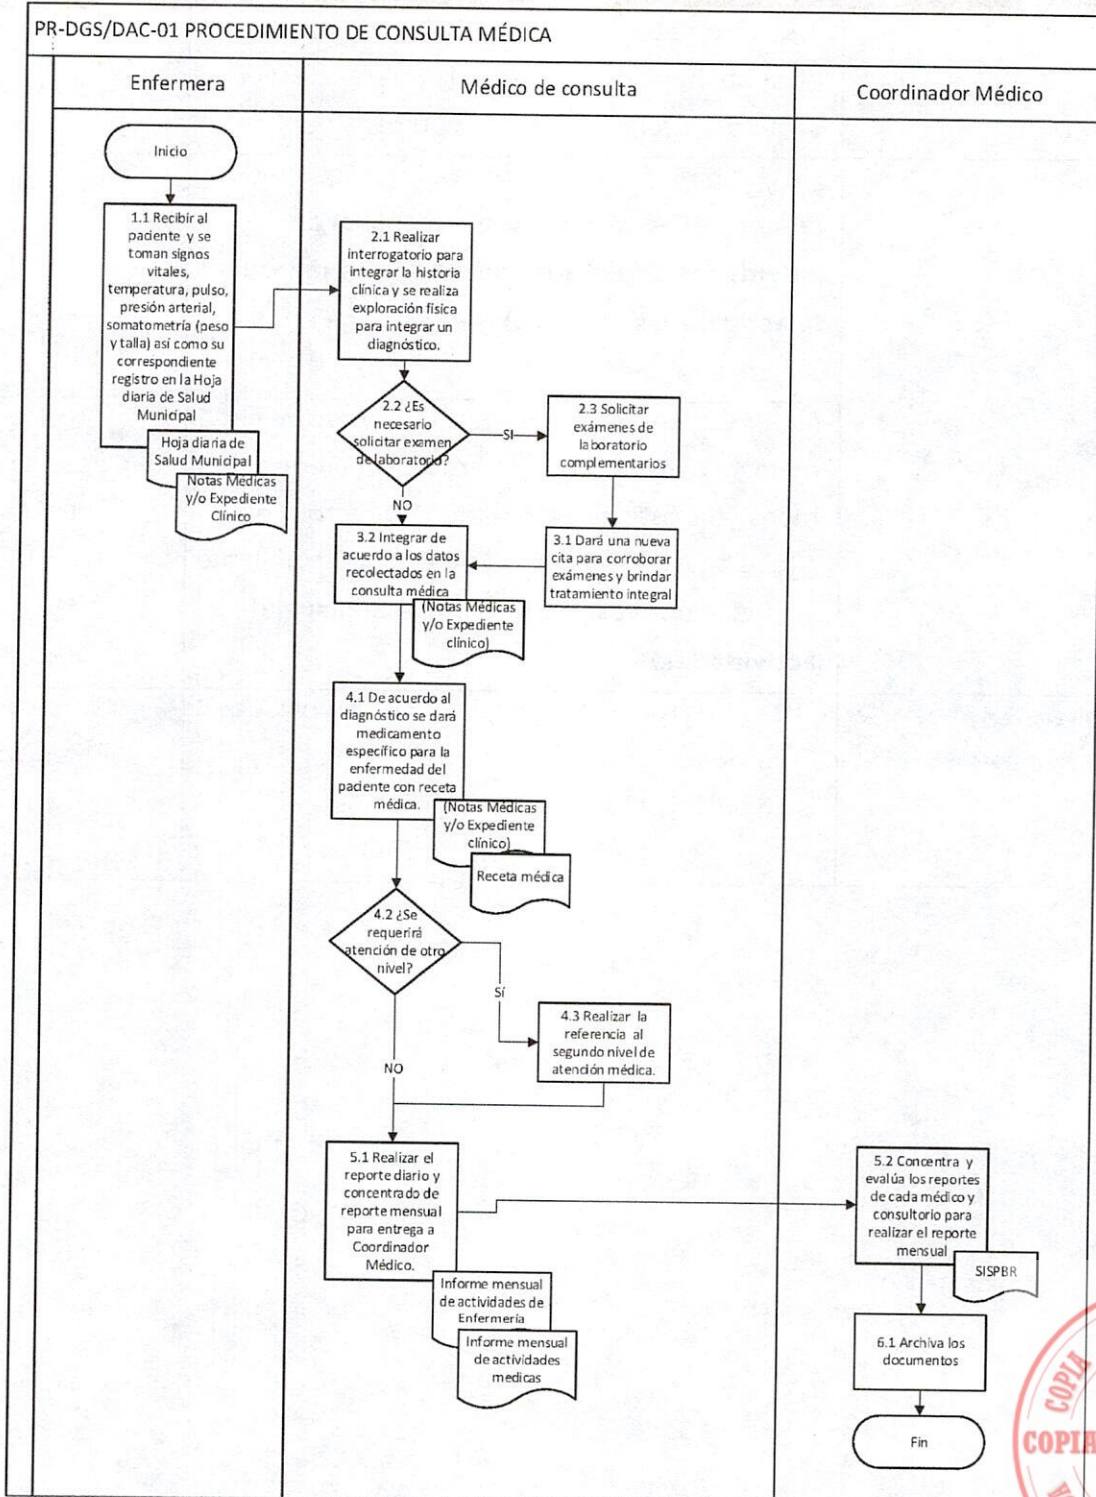 PR-DGS/DAC-01 PROCEDIMIENTO DE CONSULTA MÉDICA
Enfermera
Médico de consulta
Coordinador Médico
Inicio
1.1 Recibir al
paciente y se
toman signos
vitales,
temperatura, pulso,
presión arterial,
somatometría (peso
y talla) así como su
correspondiente
registro en la Hoja
diaria de Salud
Municipal
Hoja diaria de
Salud Municipal
Notas Médicas
y/o Expediente
Clínico
2.1 Realizar
interrogatorio para
integrar la historia
clínica y se realiza
exploración física
para integrar un
diagnóstico.
2.2 ¿Es
necesario
solicitar examen
de laboratorio?
SI
NO
2.3 Solicitar
exámenes de
laboratorio
complementarios
3.1 Dará una nueva
cita para corroborar
exámenes y brindar
tratamiento integral
3.2 Integrar de
acuerdo a los datos
recolectados en la
consulta médica
(Notas Médicas
y/o Expediente
clínico)
4.1 De acuerdo al
diagnóstico se dará
medicamento
específico para la
enfermedad del
paciente con receta
médica.
(Notas Médicas
y/o Expediente
clínico)
Receta médica
4.2 ¿Se
requerirá
atención de otro
nivel?
Sí
NO
4.3 Realizar la
referencia al
segundo nivel de
atención médica.
5.1 Realizar el
reporte diario y
concentrado de
reporte mensual
para entrega a
Coordinador
Médico.
Informe mensual
de actividades de
Enfermería
Informe mensual
de actividades
medicas
5.2 Concentra y
evalúa los reportes
de cada médico y
consultorio para
realizar el reporte
mensual
SISPBR
6.1 Archiva los
documentos
Fin
COPIA
COPIA